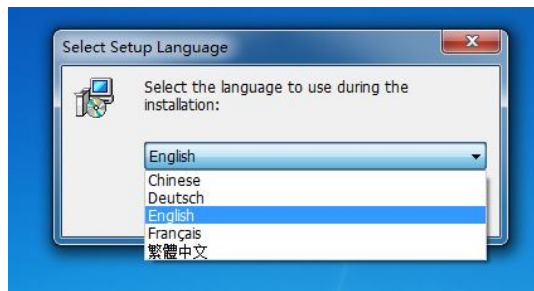 Select Setup Language
Select the language to use during the
installation:
English
Chinese
Deutsch
English
Français
繁體中文